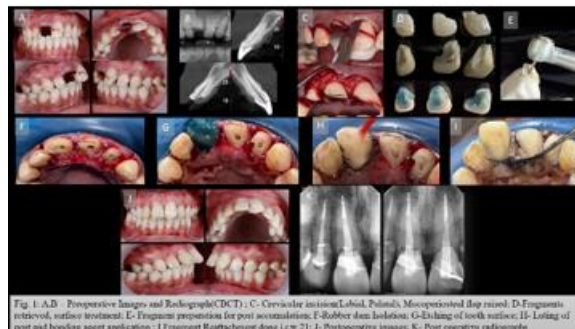 A
B
C
D
E
F
G
H
I
J
K
Fig. 1: A,B – Preoperative Images and Radiograph(CBCT) ; C- Crevicular incision(Labial, Palatal), Mucoperiosteal flap raised; D-Fragments
retrieved, surface treatment; E- Fragment preparation for post accumulation; F-Rubber dam Isolation; G-Etching of tooth surface; H- Luting of
post and bonding agent application ; I Fragment Reattachment done i.r.w 21; J- Postoperative images; K- Post operative radiographs